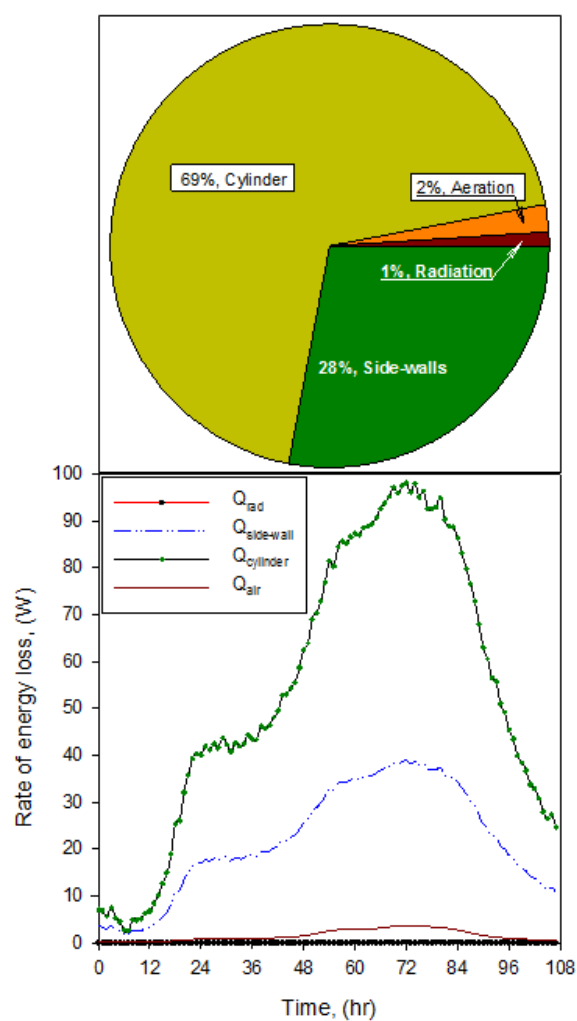 69%, Cylinder
2%, Aeration
1%, Radiation
28%, Side-walls
100
90
80
70
60
50
40
30
20
10
0
Rate of energy loss, (W)
Qrad
Qside-wall
Qcylinder
Qair
0 12 24 36 48 60 72 84 96 108
Time, (hr)